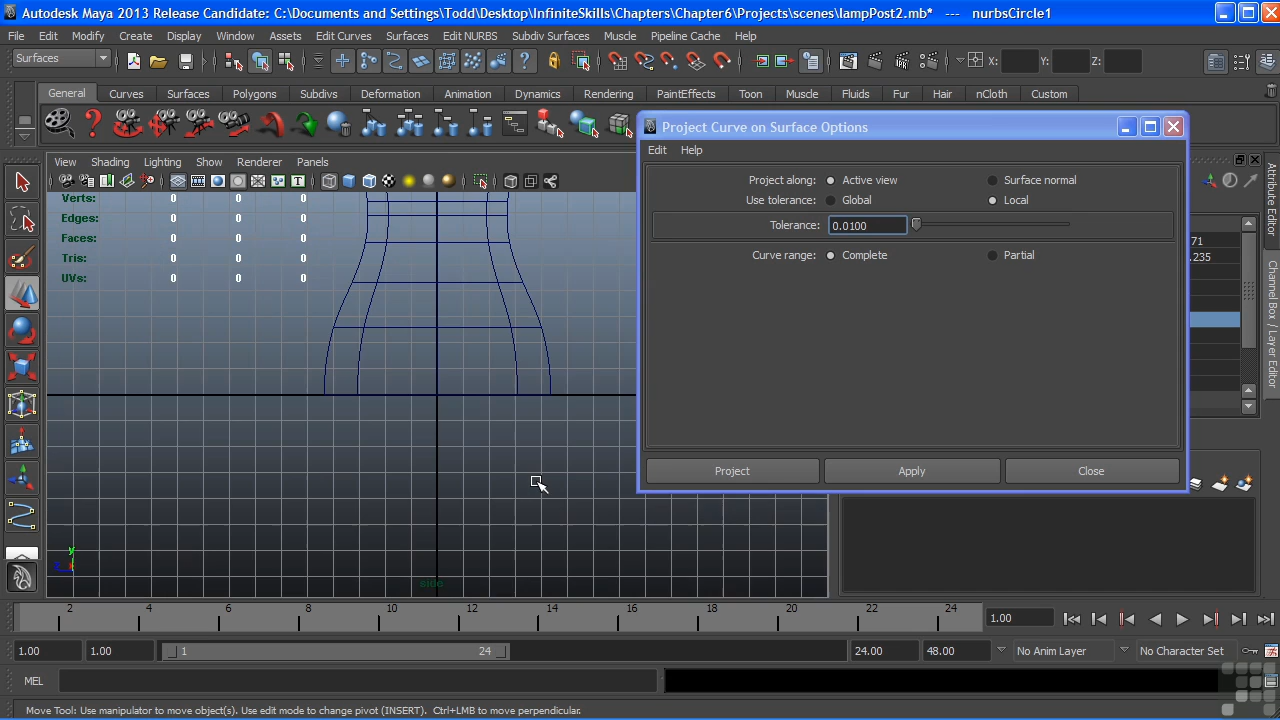 Autodesk Maya 2013 Release Candidate: C:\Documents and Settings\Todd\Desktop\InfiniteSkills\Chapters\Chapter6\Projects\scenes\lampPost2.mb* --- nurbsCircle1
File Edit Modify Create Display Window Assets Edit Curves Surfaces Edit NURBS Subdiv Surfaces Muscle Pipeline Cache Help
Surfaces X: Y: Z:
General Curves Surfaces Polygons Subdivs Deformation Animation Dynamics Rendering PaintEffects Toon Muscle Fluids Fur Hair nCloth Custom
Project Curve on Surface Options
Edit Help
Project along: Active view Surface normal
Use tolerance: Global Local
Tolerance: 0.0100
Curve range: Complete Partial
Project Apply Close
View Shading Lighting Show Renderer Panels
Verts: 0 0 0
Edges: 0 0 0
Faces: 0 0 0
Tris: 0 0 0
UVs: 0 0 0
71
.235
Attribute Editor
Channel Box / Layer Editor
y
side
2 4 6 8 10 12 14 16 18 20 22 24
1.00
1.00 1.00 1 24 24.00 48.00 No Anim Layer No Character Set
MEL
Move Tool: Use manipulator to move object(s). Use edit mode to change pivot (INSERT). Ctrl+LMB to move perpendicular.